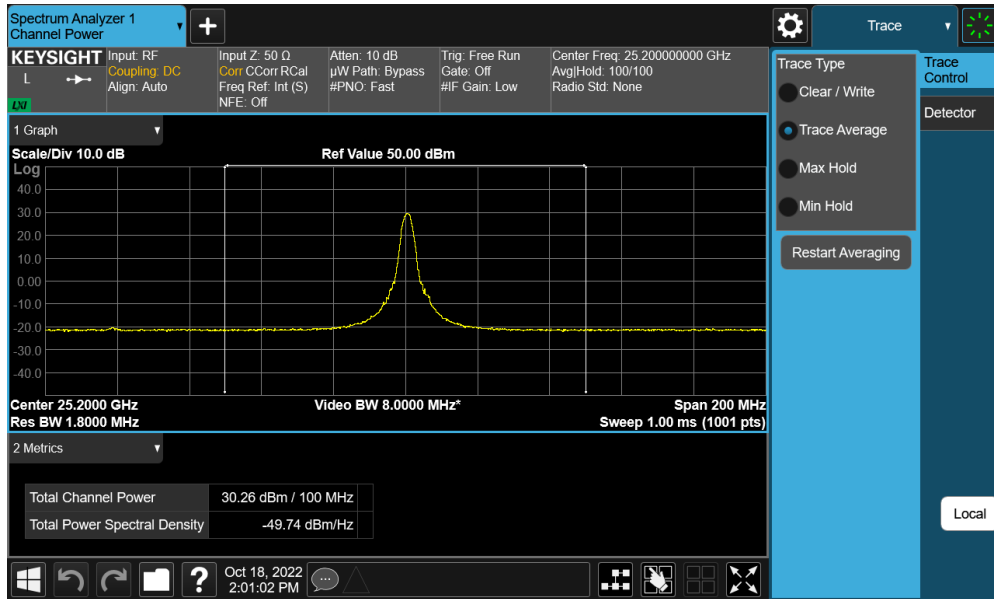 Spectrum Analyzer 1
Channel Power
▼
+
Trace
▼
KEYSIGHT
L
LXI
Input: RF
Coupling: DC
Align: Auto
Input Z: 50 Ω
Corr CCorr RCal
Freq Ref: Int (S)
NFE: Off
Atten: 10 dB
µW Path: Bypass
#PNO: Fast
Trig: Free Run
Gate: Off
#IF Gain: Low
Center Freq: 25.200000000 GHz
Avg|Hold: 100/100
Radio Std: None
Trace Type
Clear / Write
Trace Average
Max Hold
Min Hold
Restart Averaging
Trace
Control
Detector
Local
1 Graph ▼
Scale/Div 10.0 dB
Ref Value 50.00 dBm
Log
40.0
30.0
20.0
10.0
0.00
-10.0
-20.0
-30.0
-40.0
Center 25.2000 GHz
Video BW 8.0000 MHz*
Span 200 MHz
Res BW 1.8000 MHz
Sweep 1.00 ms (1001 pts)
2 Metrics ▼
Total Channel Power 30.26 dBm / 100 MHz
Total Power Spectral Density -49.74 dBm/Hz
?
Oct 18, 2022
2:01:02 PM